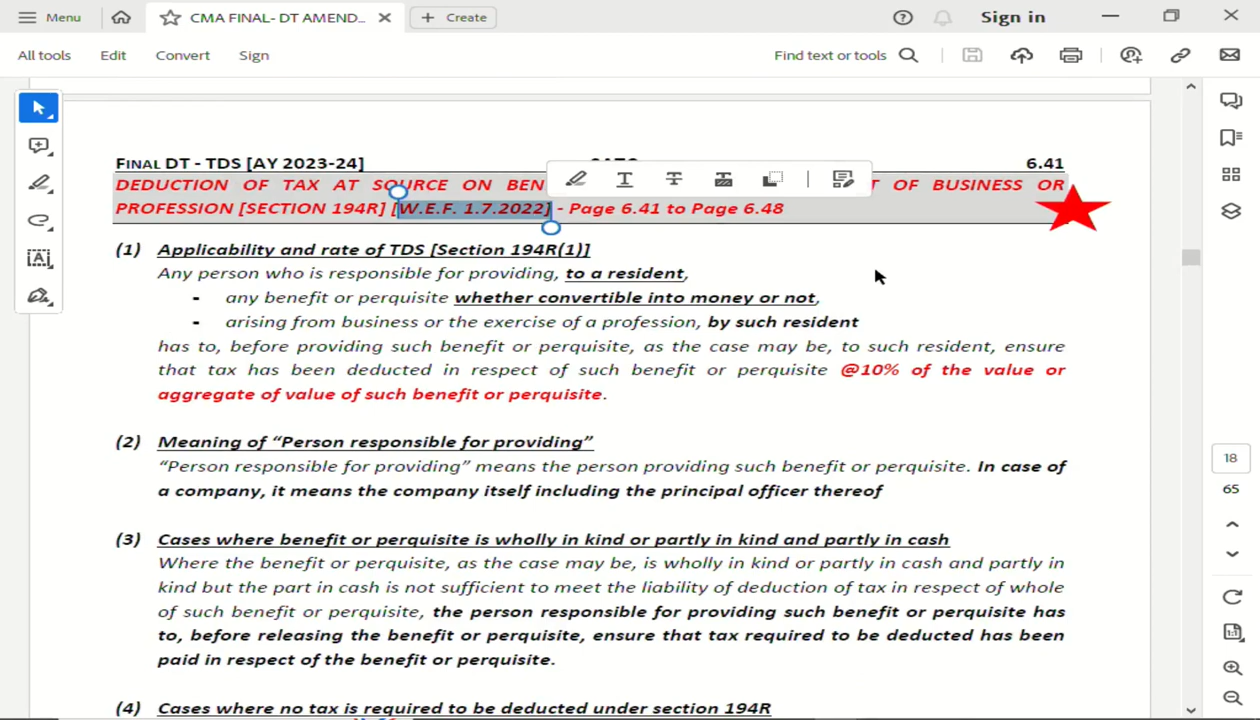 Menu
CMA FINAL- DT AMEND...
Create
Sign in
All tools Edit Convert Sign
Find text or tools
FINAL DT - TDS [AY 2023-24] 6.41
DEDUCTION OF TAX AT SOURCE ON BEN T OF BUSINESS OR
PROFESSION [SECTION 194R] [W.E.F. 1.7.2022] - Page 6.41 to Page 6.48
(1) Applicability and rate of TDS [Section 194R(1)]
Any person who is responsible for providing, to a resident,
- any benefit or perquisite whether convertible into money or not,
- arising from business or the exercise of a profession, by such resident
has to, before providing such benefit or perquisite, as the case may be, to such resident, ensure
that tax has been deducted in respect of such benefit or perquisite @10% of the value or
aggregate of value of such benefit or perquisite.
(2) Meaning of “Person responsible for providing”
“Person responsible for providing” means the person providing such benefit or perquisite. In case of
a company, it means the company itself including the principal officer thereof
(3) Cases where benefit or perquisite is wholly in kind or partly in kind and partly in cash
Where the benefit or perquisite, as the case may be, is wholly in kind or partly in cash and partly in
kind but the part in cash is not sufficient to meet the liability of deduction of tax in respect of whole
of such benefit or perquisite, the person responsible for providing such benefit or perquisite has
to, before releasing the benefit or perquisite, ensure that tax required to be deducted has been
paid in respect of the benefit or perquisite.
(4) Cases where no tax is required to be deducted under section 194R
18
65